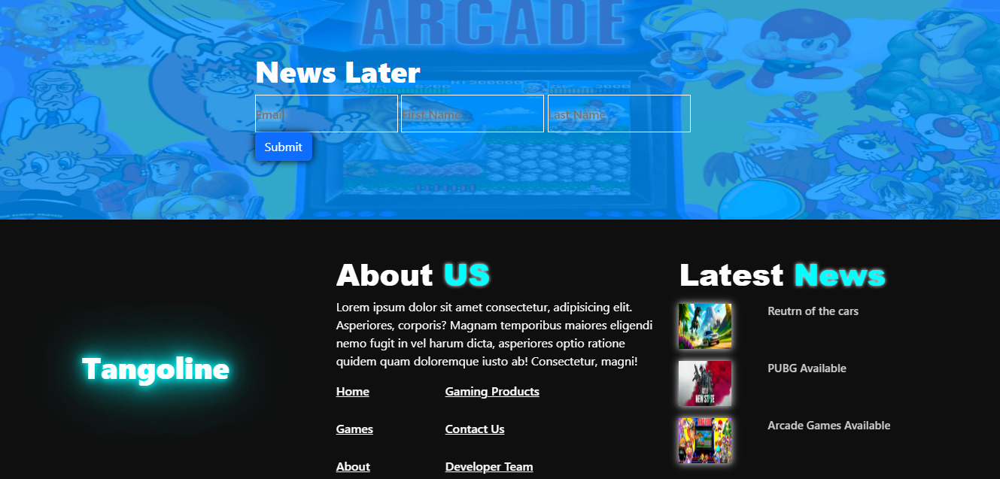 ARCADE
News Later
Email First Name Last Name
Submit
About US
Lorem ipsum dolor sit amet consectetur, adipisicing elit.
Asperiores, corporis? Magnam temporibus maiores eligendi
nemo fugit in vel harum dicta, asperiores optio ratione
quidem quam doloremque iusto ab! Consectetur, magni!
Home Gaming Products
Games Contact Us
About Developer Team
Tangoline
Latest News
Reutrn of the cars
PUBG Available
NEW STATE
Arcade Games Available